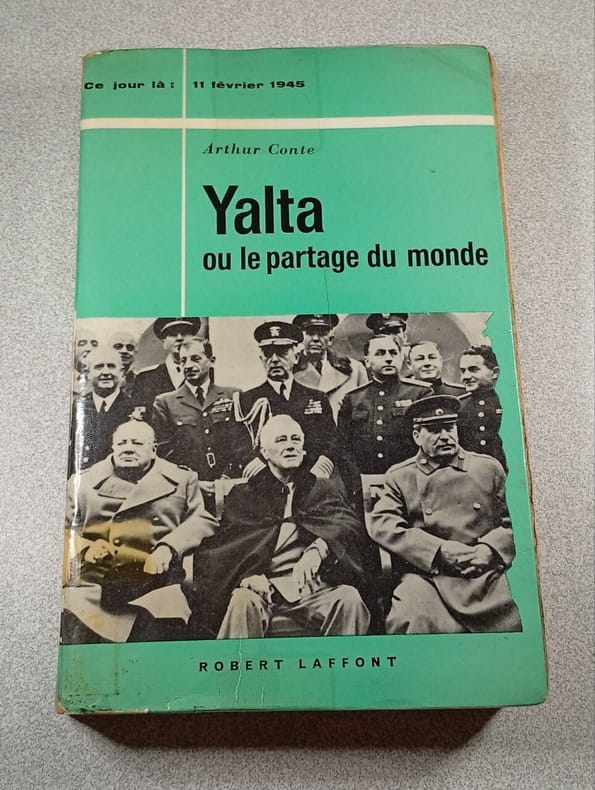 Ce jour là : 11 février 1945
Arthur Conte
Yalta
ou le partage du monde
ROBERT LAFFONT